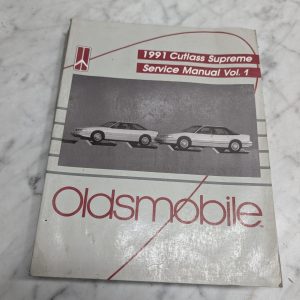 1991 Cutlass Supreme
Service Manual Vol. 1
Oldsmobile